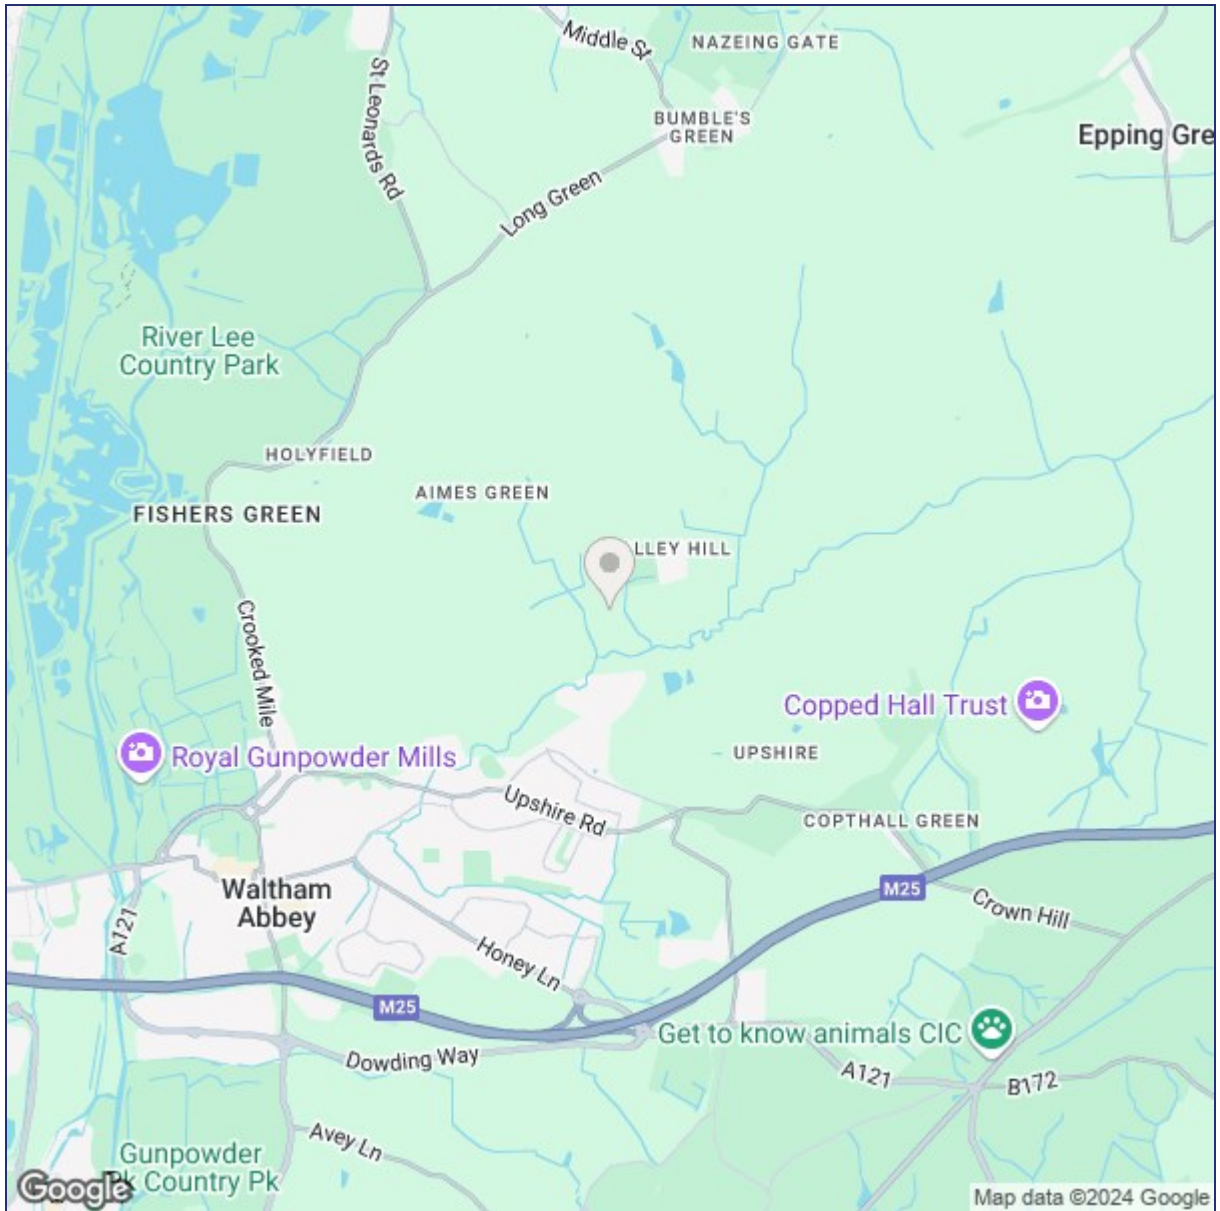 Middle St
NAZEING GATE
St Leonards Rd
BUMBLE'S
GREEN
Epping Gre
Long Green
River Lee
Country Park
HOLYFIELD
AIMES GREEN
FISHERS GREEN
LLEY HILL
Crooked Mile
Copped Hall Trust
Royal Gunpowder Mills
UPSHIRE
Upshire Rd
COPTHALL GREEN
Waltham
Abbey
M25
Crown Hill
A121
Honey Ln
M25
Get to know animals CIC
Dowding Way
A121
B172
Avey Ln
Gunpowder
Pk Country Pk
Google
Map data ©2024 Google